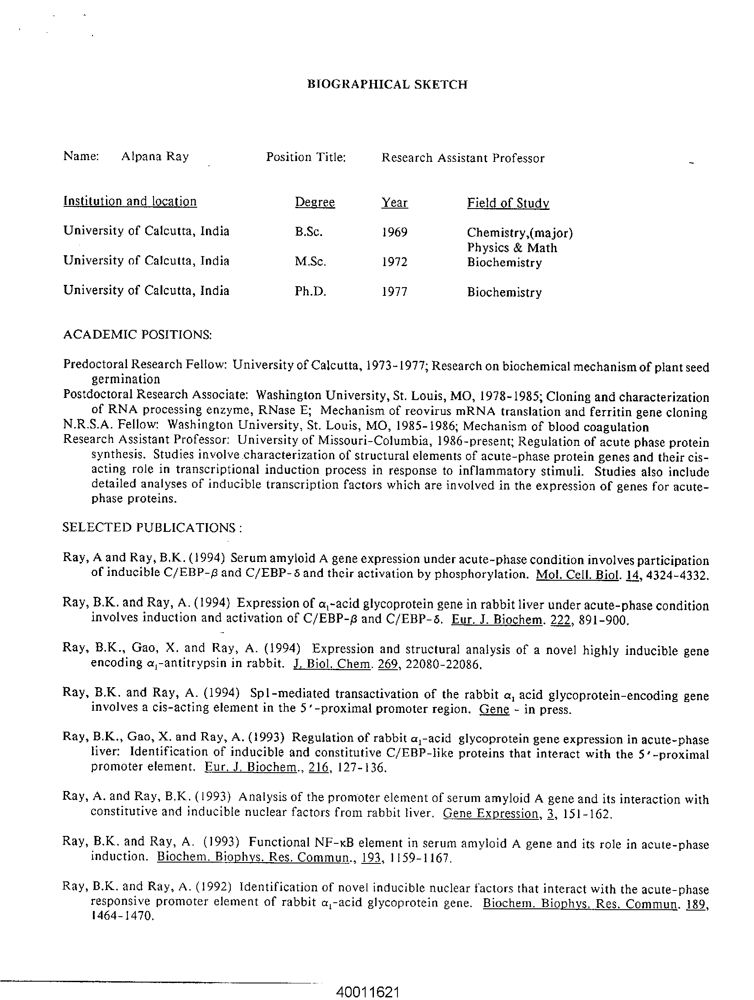 BIOGRAPHICAL SKETCH
Name: Alpana Ray Position Title: Research Assistant Professor
Institution and location Degree Year Field of Study
University of Calcutta, India B.Sc. 1969 Chemistry,(major)
Physics & Math
University of Calcutta, India M.Sc. 1972 Biochemistry
University of Calcutta, India Ph.D. 1977 Biochemistry
ACADEMIC POSITIONS:
Predoctoral Research Fellow: University of Calcutta, 1973-1977; Research on biochemical mechanism of plant seed
germination
Postdoctoral Research Associate: Washington University, St. Louis, MO, 1978-1985; Cloning and characterization
of RNA processing enzyme, RNase E; Mechanism of reovirus mRNA translation and ferritin gene cloning
N.R.S.A. Fellow: Washington University, St. Louis, MO, 1985-1986; Mechanism of blood coagulation
Research Assistant Professor: University of Missouri-Columbia, 1986-present; Regulation of acute phase protein
synthesis. Studies involve characterization of structural elements of acute-phase protein genes and their cis-
acting role in transcriptional induction process in response to inflammatory stimuli. Studies also include
detailed analyses of inducible transcription factors which are involved in the expression of genes for acute-
phase proteins.
SELECTED PUBLICATIONS :
Ray, A and Ray, B.K. (1994) Serum amyloid A gene expression under acute-phase condition involves participation
of inducible C/EBP-β and C/EBP-δ and their activation by phosphorylation. Mol. Cell. Biol. 14, 4324-4332.
Ray, B.K. and Ray, A. (1994) Expression of α₁-acid glycoprotein gene in rabbit liver under acute-phase condition
involves induction and activation of C/EBP-β and C/EBP-δ. Eur. J. Biochem. 222, 891-900.
Ray, B.K., Gao, X. and Ray, A. (1994) Expression and structural analysis of a novel highly inducible gene
encoding α₁-antitrypsin in rabbit. J. Biol. Chem. 269, 22080-22086.
Ray, B.K. and Ray, A. (1994) Sp1-mediated transactivation of the rabbit α₁ acid glycoprotein-encoding gene
involves a cis-acting element in the 5′-proximal promoter region. Gene - in press.
Ray, B.K., Gao, X. and Ray, A. (1993) Regulation of rabbit α₁-acid glycoprotein gene expression in acute-phase
liver: Identification of inducible and constitutive C/EBP-like proteins that interact with the 5′-proximal
promoter element. Eur. J. Biochem., 216, 127-136.
Ray, A. and Ray, B.K. (1993) Analysis of the promoter element of serum amyloid A gene and its interaction with
constitutive and inducible nuclear factors from rabbit liver. Gene Expression, 3, 151-162.
Ray, B.K. and Ray, A. (1993) Functional NF-κB element in serum amyloid A gene and its role in acute-phase
induction. Biochem. Biophys. Res. Commun., 193, 1159-1167.
Ray, B.K. and Ray, A. (1992) Identification of novel inducible nuclear factors that interact with the acute-phase
responsive promoter element of rabbit α₁-acid glycoprotein gene. Biochem. Biophys. Res. Commun. 189,
1464-1470.
40011621